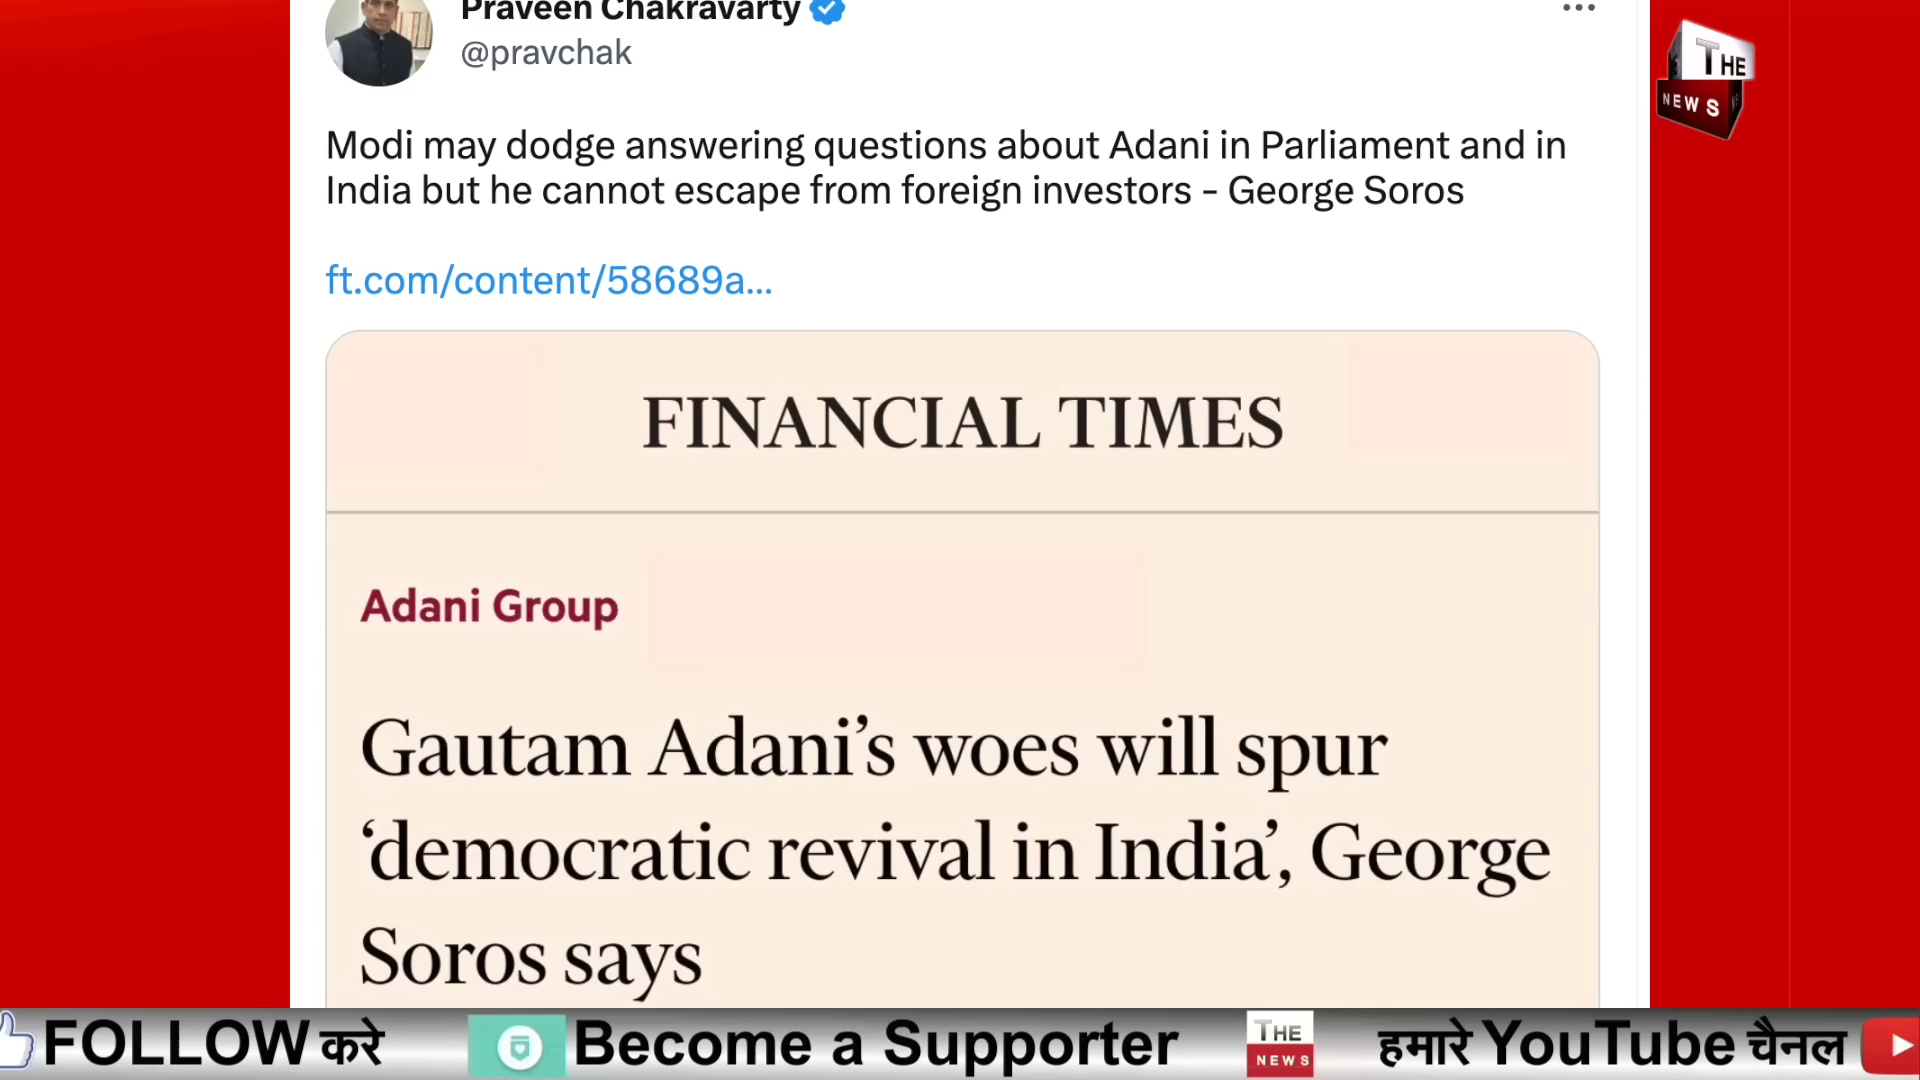 Praveen Chakravarty
@pravchak
THE
NEWS
Modi may dodge answering questions about Adani in Parliament and in
India but he cannot escape from foreign investors - George Soros
ft.com/content/58689a...
FINANCIAL TIMES
Adani Group
Gautam Adani’s woes will spur
‘democratic revival in India’, George
Soros says
FOLLOW करे Become a Supporter THE NEWS हमारे YouTube चैनल